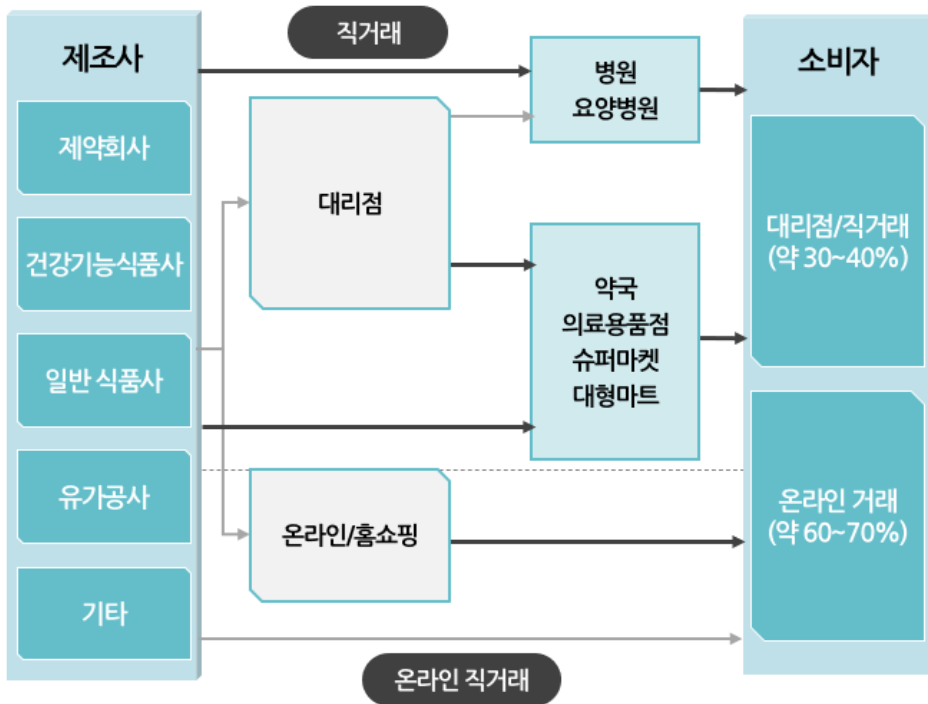 직거래
제조사
제약회사
건강기능식품사
일반 식품사
유가공사
기타
대리점
온라인/홈쇼핑
병원
요양병원
약국
의료용품점
슈퍼마켓
대형마트
소비자
대리점/직거래
(약 30~40%)
온라인 거래
(약 60~70%)
온라인 직거래